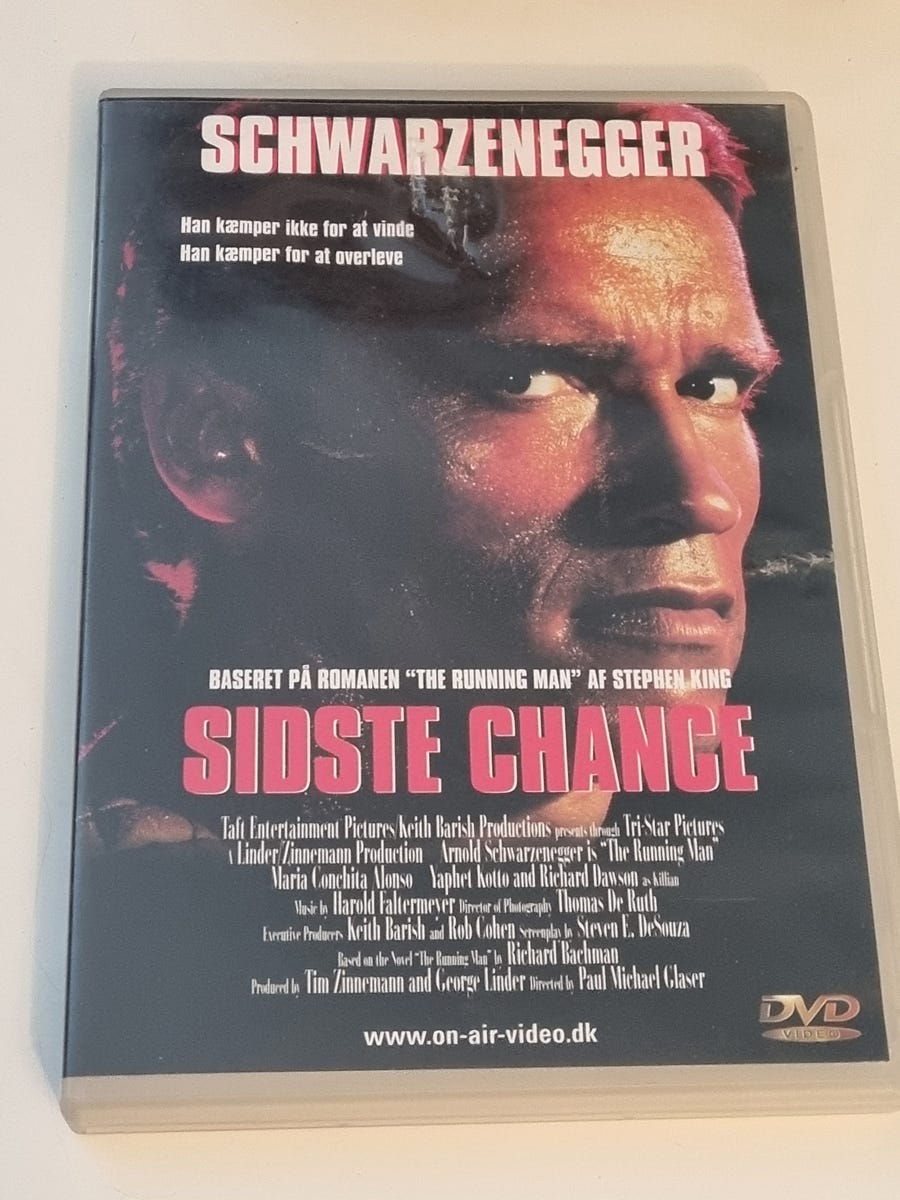 SCHWARZENEGGER
Han kæmper ikke for at vinde
Han kæmper for at overleve
BASERET PÅ ROMANEN "THE RUNNING MAN" AF STEPHEN KING
SIDSTE CHANCE
Taft Entertainment Pictures/Keith Barish Productions presents through Tri-Star Pictures
A Linder/Zinnemann Production Arnold Schwarzenegger is "The Running Man"
Maria Conchita Alonso Yaphet Kotto and Richard Dawson as Killian
Music by Harold Faltermeyer Director of Photography Thomas De Ruth
Executive Producers Keith Barish and Rob Cohen Screenplay by Steven E. DeSouza
Based on the Novel "The Running Man" by Richard Bachman
Produced by Tim Zinnemann and George Linder Directed by Paul Michael Glaser
www.on-air-video.dk
DVD
VIDEO